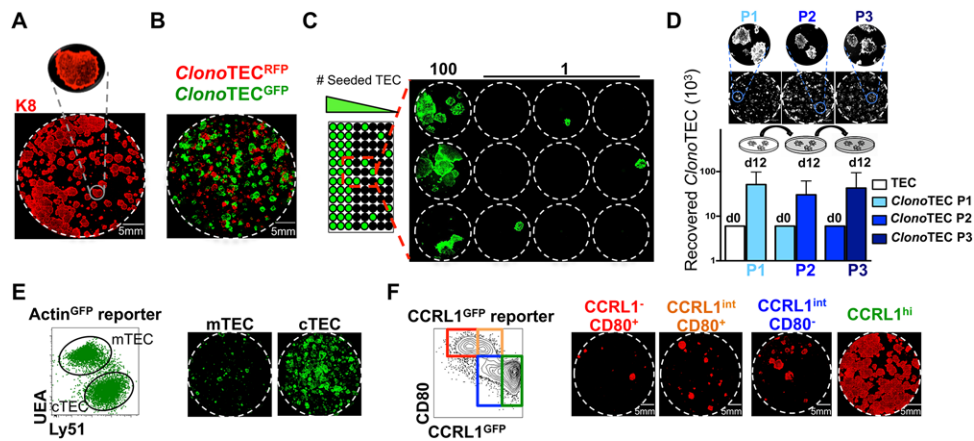 A
K8
5mm
B
ClonoTEC^RFP
ClonoTEC^GFP
5mm
C
# Seeded TEC
100
1
D
P1
P2
P3
Recovered ClonoTEC (10^3)
100
10
1
d0
d12
d0
d12
d0
d12
P1
P2
P3
TEC
ClonoTEC P1
ClonoTEC P2
ClonoTEC P3
E
Actin^GFP reporter
mTEC
cTEC
UEA
Ly51
mTEC
cTEC
F
CCRL1^GFP reporter
CD80
CCRL1^GFP
CCRL1^-
CD80^+
5mm
CCRL1^int
CD80^+
5mm
CCRL1^int
CD80^-
5mm
CCRL1^hi
5mm